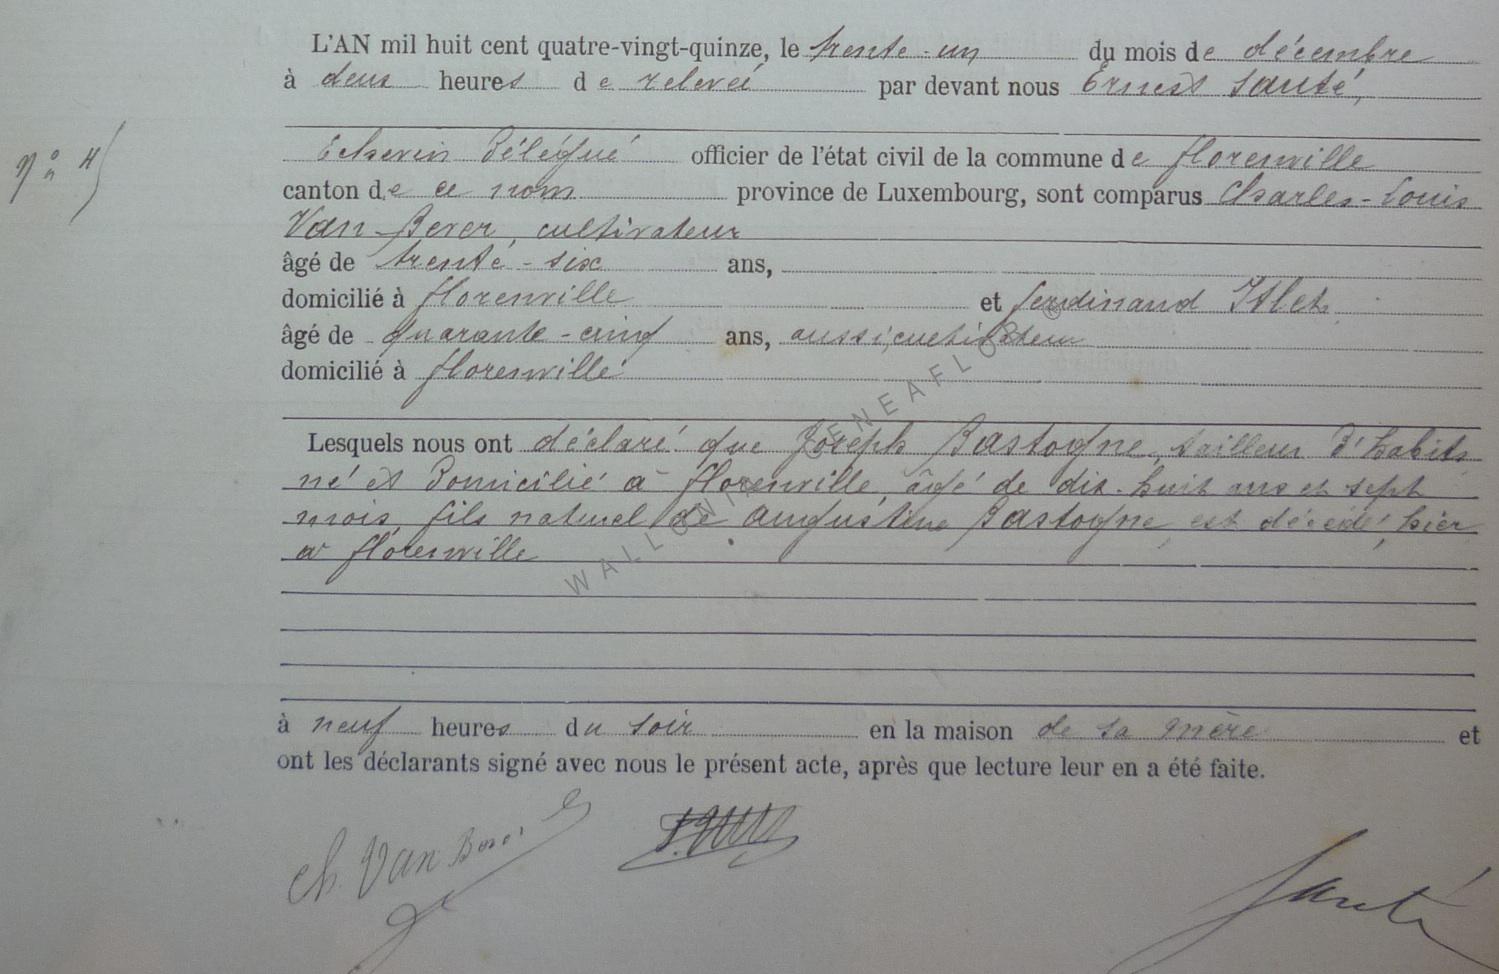 L'AN mil huit cent quatre-vingt-quinze, le trente-un du mois de décembre
à deux heures de relevée par devant nous Ernest Santé,
Echevin Délégué officier de l'état civil de la commune de florenville
n°
canton de ce nom province de Luxembourg, sont comparus Charles-Louis
Van Bever, cultivateur
âgé de trente-six ans,
domicilié à florenville et ferdinand
âgé de quarante-cinq ans, aussi cultivateur
domicilié à florenville
Lesquels nous ont déclaré que Joseph Bastogne, tailleur d'habits
né et domicilié à florenville, âgé de dix-huit ans et sept
mois, fils naturel de augustine Bastogne, est décédé, hier
à florenville
à neuf heures du soir en la maison de sa mère et
ont les déclarants signé avec nous le présent acte, après que lecture leur en a été faite.
Ch. Van
Santé
WALLONIE GENEAFLORE ©